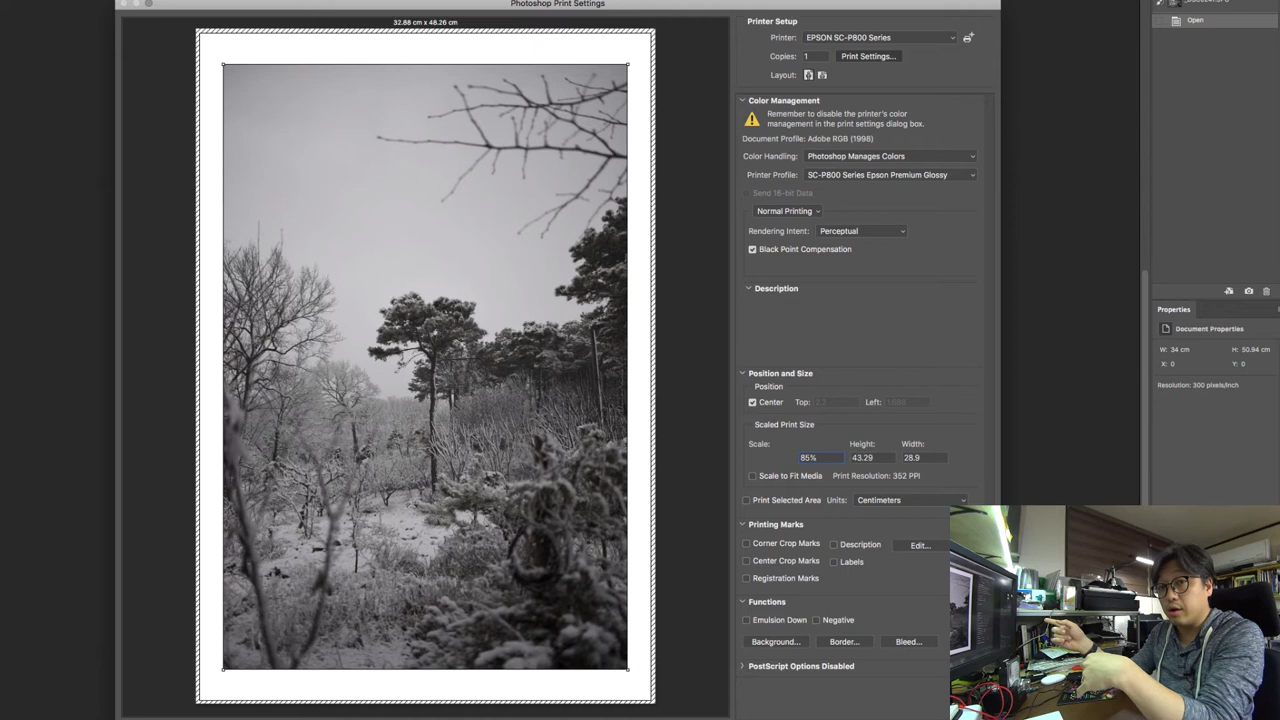 Photoshop Print Settings
32.88 cm x 48.26 cm
Printer Setup
Printer: EPSON SC-P800 Series
Copies: 1 Print Settings...
Layout:
Color Management
Remember to disable the printer's color
management in the print settings dialog box.
Document Profile: Adobe RGB (1998)
Color Handling: Photoshop Manages Colors
Printer Profile: SC-P800 Series Epson Premium Glossy
Send 16-bit Data
Normal Printing
Rendering Intent: Perceptual
Black Point Compensation
Description
Position and Size
Position
Center Top: 2.3 Left:
Scaled Print Size
Scale: Height: Width:
85% 43.29 28.9
Scale to Fit Media Print Resolution: 352 PPI
Print Selected Area Units: Centimeters
Printing Marks
Corner Crop Marks Description Edit...
Center Crop Marks Labels
Registration Marks
Functions
Emulsion Down Negative
Background... Border... Bleed...
PostScript Options Disabled
Open
Properties
Document Properties
W: 34 cm H: 50.94 cm
X: 0 Y: 0
Resolution: 300 pixels/inch